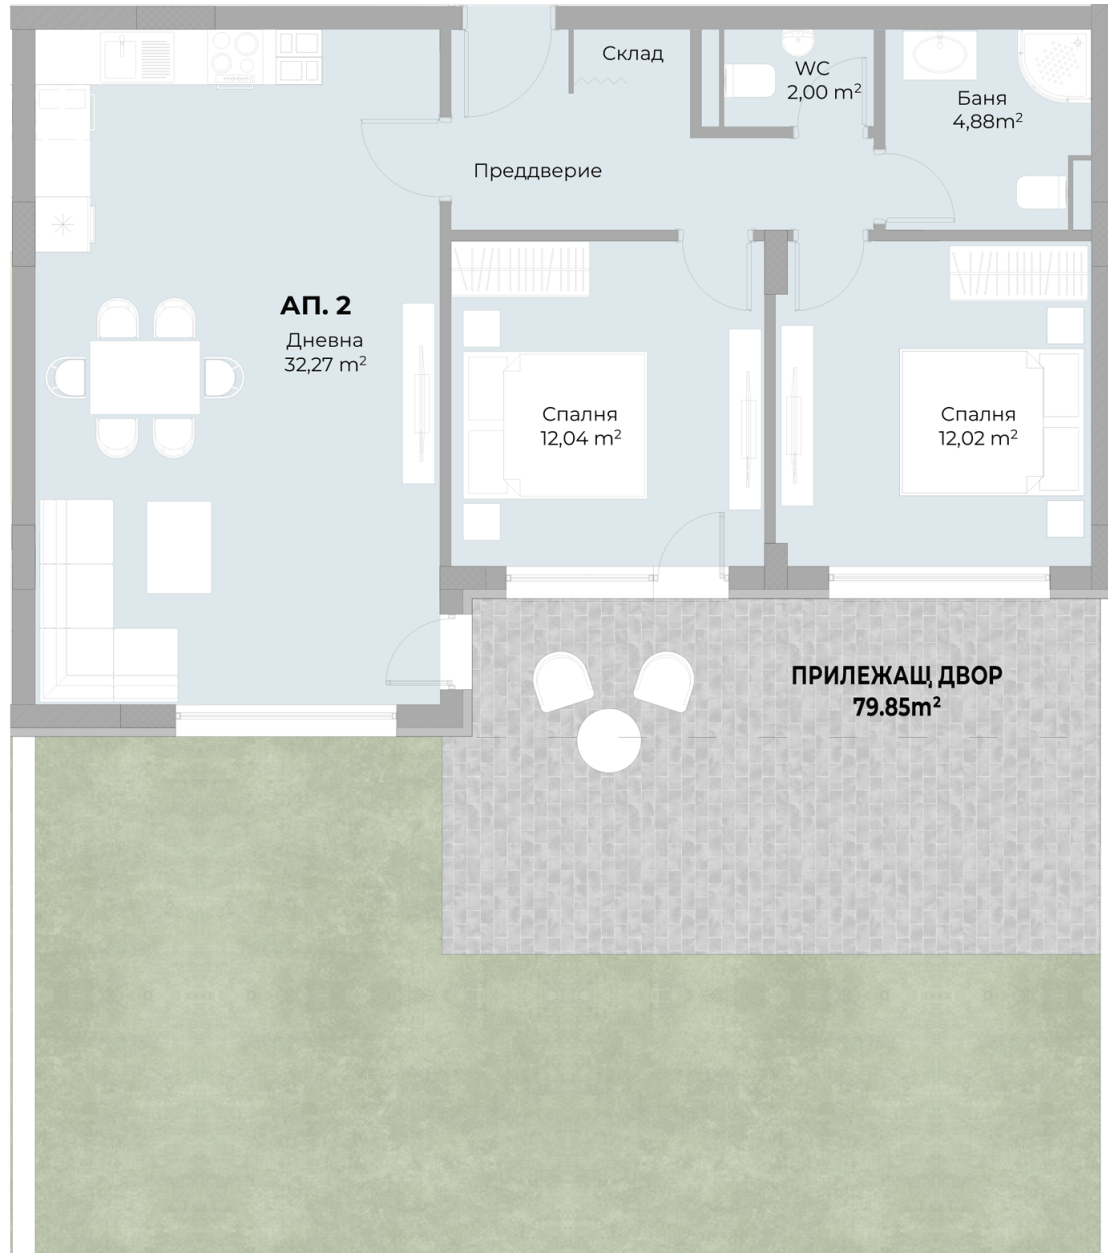 Склад
WC
2,00 m²
Баня
4,88m²
Преддверие
АП. 2
Дневна
32,27 m²
Спалня
12,04 m²
Спалня
12,02 m²
ПРИЛЕЖАЩ ДВОР
79.85m²